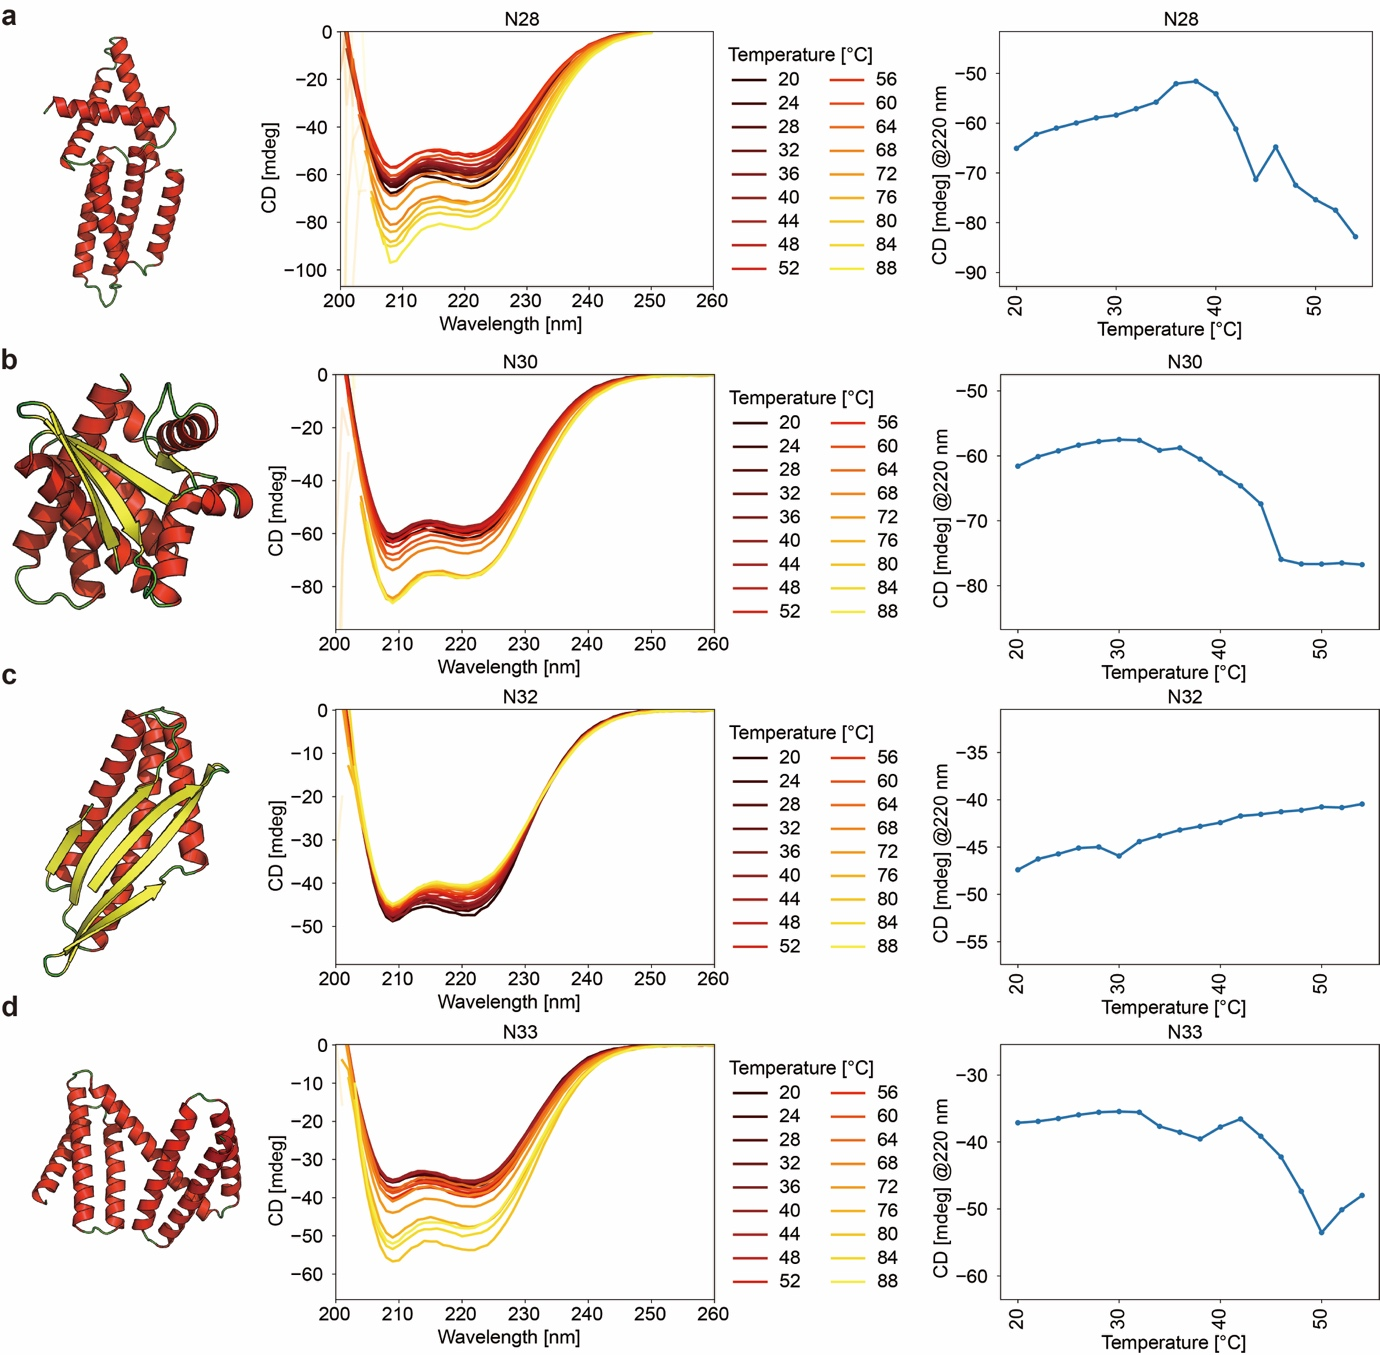 a
N28
0
−20
−40
−60
−80
−100
CD [mdeg]
200 210 220 230 240 250 260
Wavelength [nm]
Temperature [°C]
20 56
24 60
28 64
32 68
36 72
40 76
44 80
48 84
52 88
N28
−50
−60
−70
−80
−90
CD [mdeg] @220 nm
20 30 40 50
Temperature [°C]
b
N30
0
−20
−40
−60
−80
CD [mdeg]
200 210 220 230 240 250 260
Wavelength [nm]
Temperature [°C]
20 56
24 60
28 64
32 68
36 72
40 76
44 80
48 84
52 88
N30
−50
−60
−70
−80
CD [mdeg] @220 nm
20 30 40 50
Temperature [°C]
c
N32
0
−10
−20
−30
−40
−50
CD [mdeg]
200 210 220 230 240 250 260
Wavelength [nm]
Temperature [°C]
20 56
24 60
28 64
32 68
36 72
40 76
44 80
48 84
52 88
N32
−35
−40
−45
−50
−55
CD [mdeg] @220 nm
20 30 40 50
Temperature [°C]
d
N33
0
−10
−20
−30
−40
−50
−60
CD [mdeg]
200 210 220 230 240 250 260
Wavelength [nm]
Temperature [°C]
20 56
24 60
28 64
32 68
36 72
40 76
44 80
48 84
52 88
N33
−30
−40
−50
−60
CD [mdeg] @220 nm
20 30 40 50
Temperature [°C]